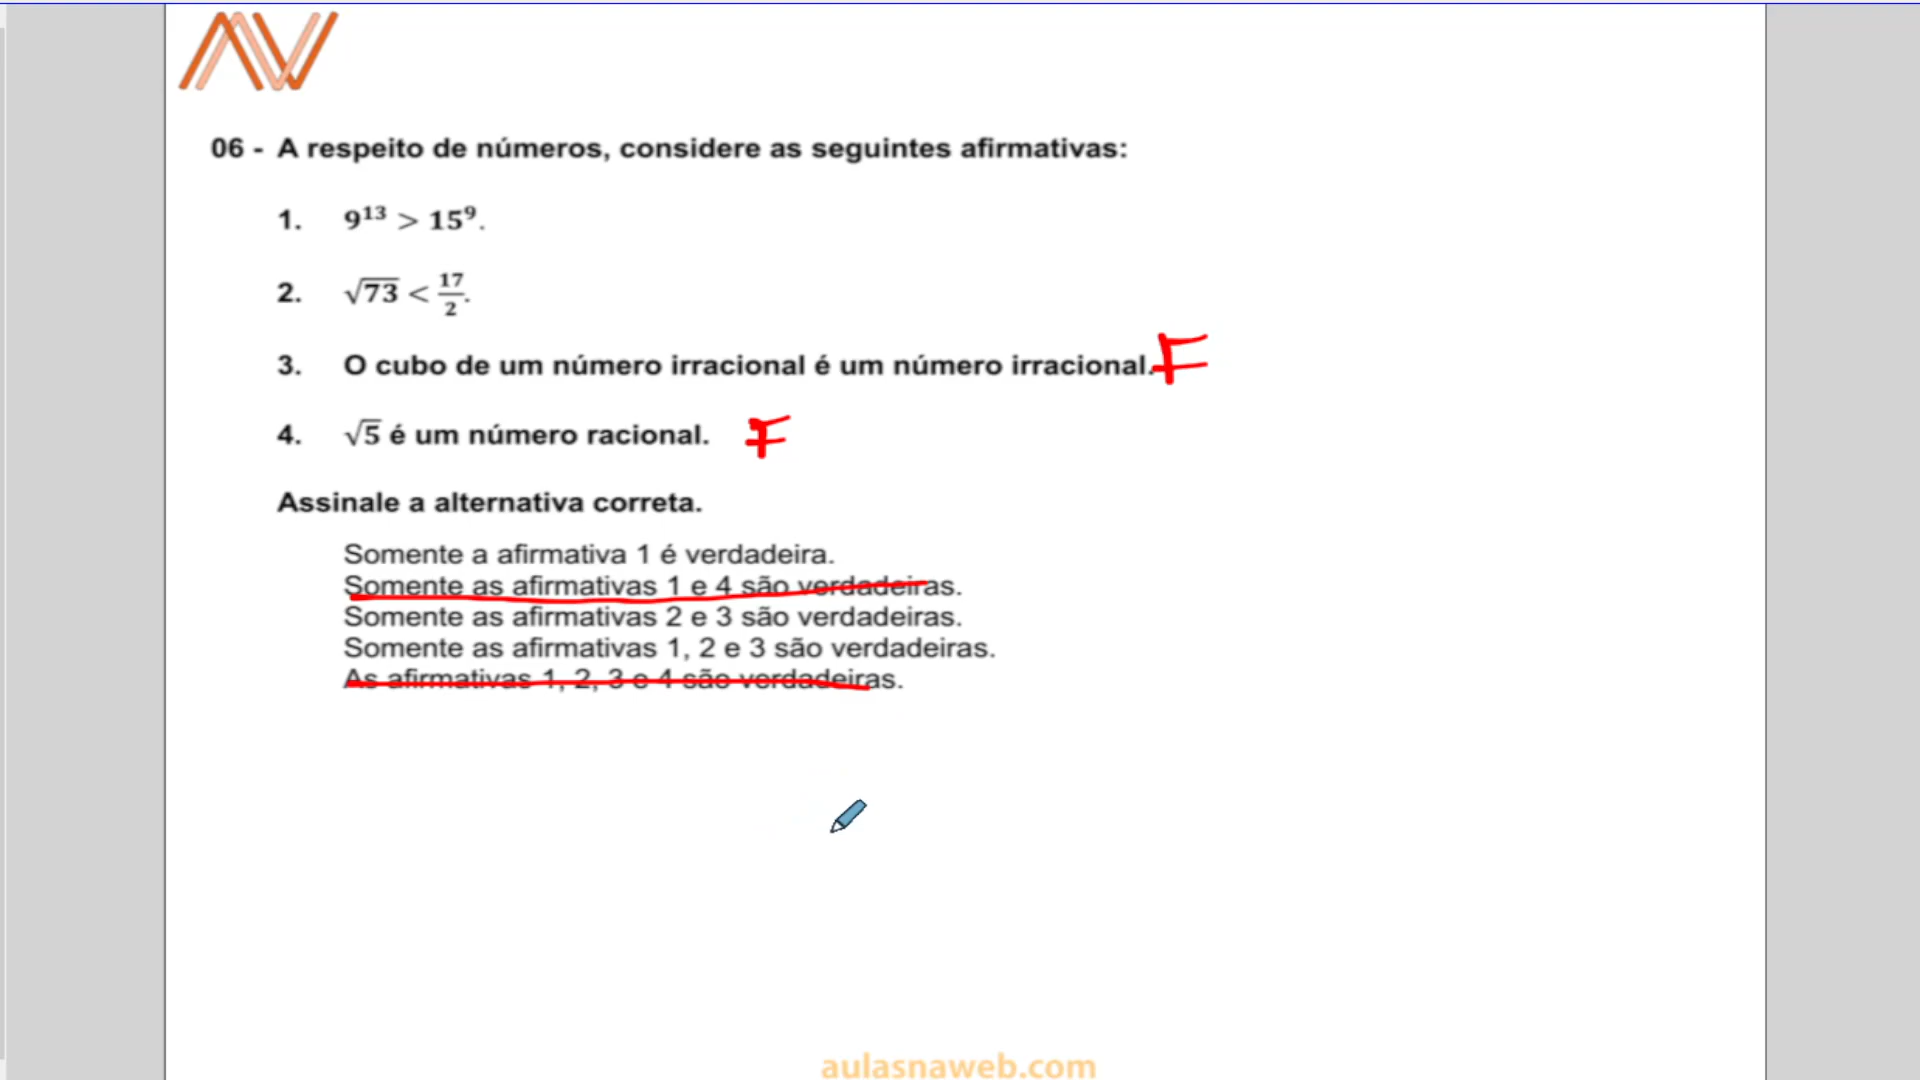 06 - A respeito de números, considere as seguintes afirmativas:
1. 9¹³ > 15⁹.
2. √73 < 17/2.
3. O cubo de um número irracional é um número irracional. F
4. √5 é um número racional. F
Assinale a alternativa correta.
Somente a afirmativa 1 é verdadeira.
Somente as afirmativas 1 e 4 são verdadeiras.
Somente as afirmativas 2 e 3 são verdadeiras.
Somente as afirmativas 1, 2 e 3 são verdadeiras.
As afirmativas 1, 2, 3 e 4 são verdadeiras.
aulasnaweb.com